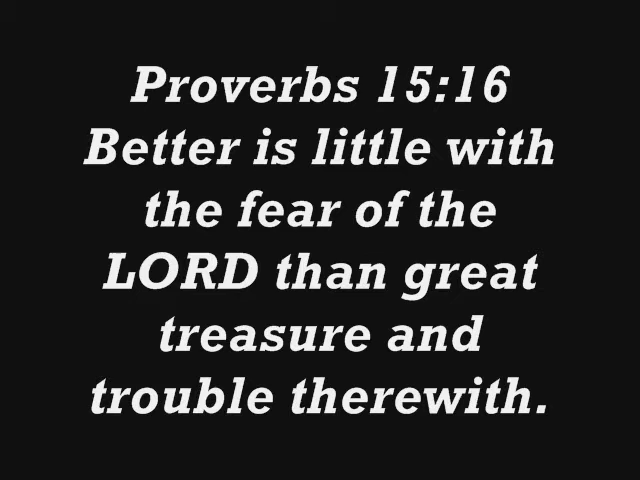 Proverbs 15:16
Better is little with
the fear of the
LORD than great
treasure and
trouble therewith.